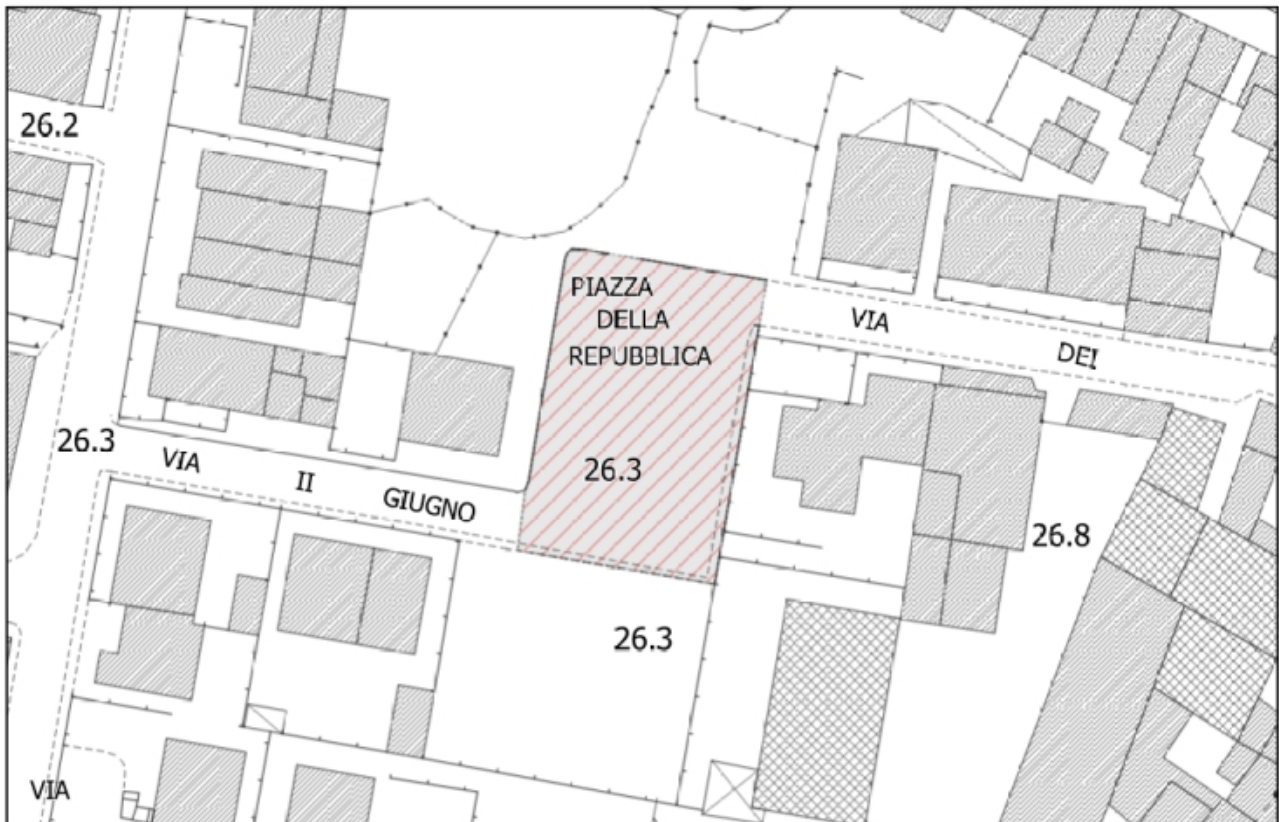 26.2
PIAZZA
DELLA
REPUBBLICA
VIA
DEI
26.3
VIA
II
GIUGNO
26.3
26.8
26.3
VIA